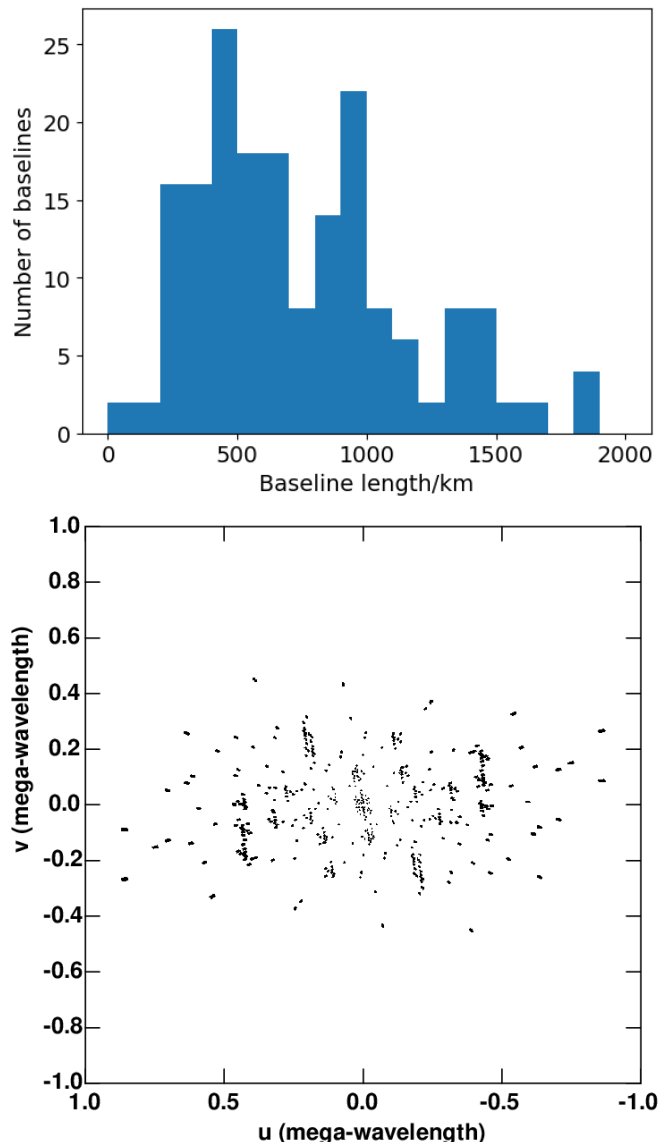 25
20
15
10
5
0
Number of baselines
0 500 1000 1500 2000
Baseline length/km
1.0
0.8
0.6
0.4
0.2
0.0
-0.2
-0.4
-0.6
-0.8
-1.0
v (mega-wavelength)
1.0 0.5 0.0 -0.5 -1.0
u (mega-wavelength)